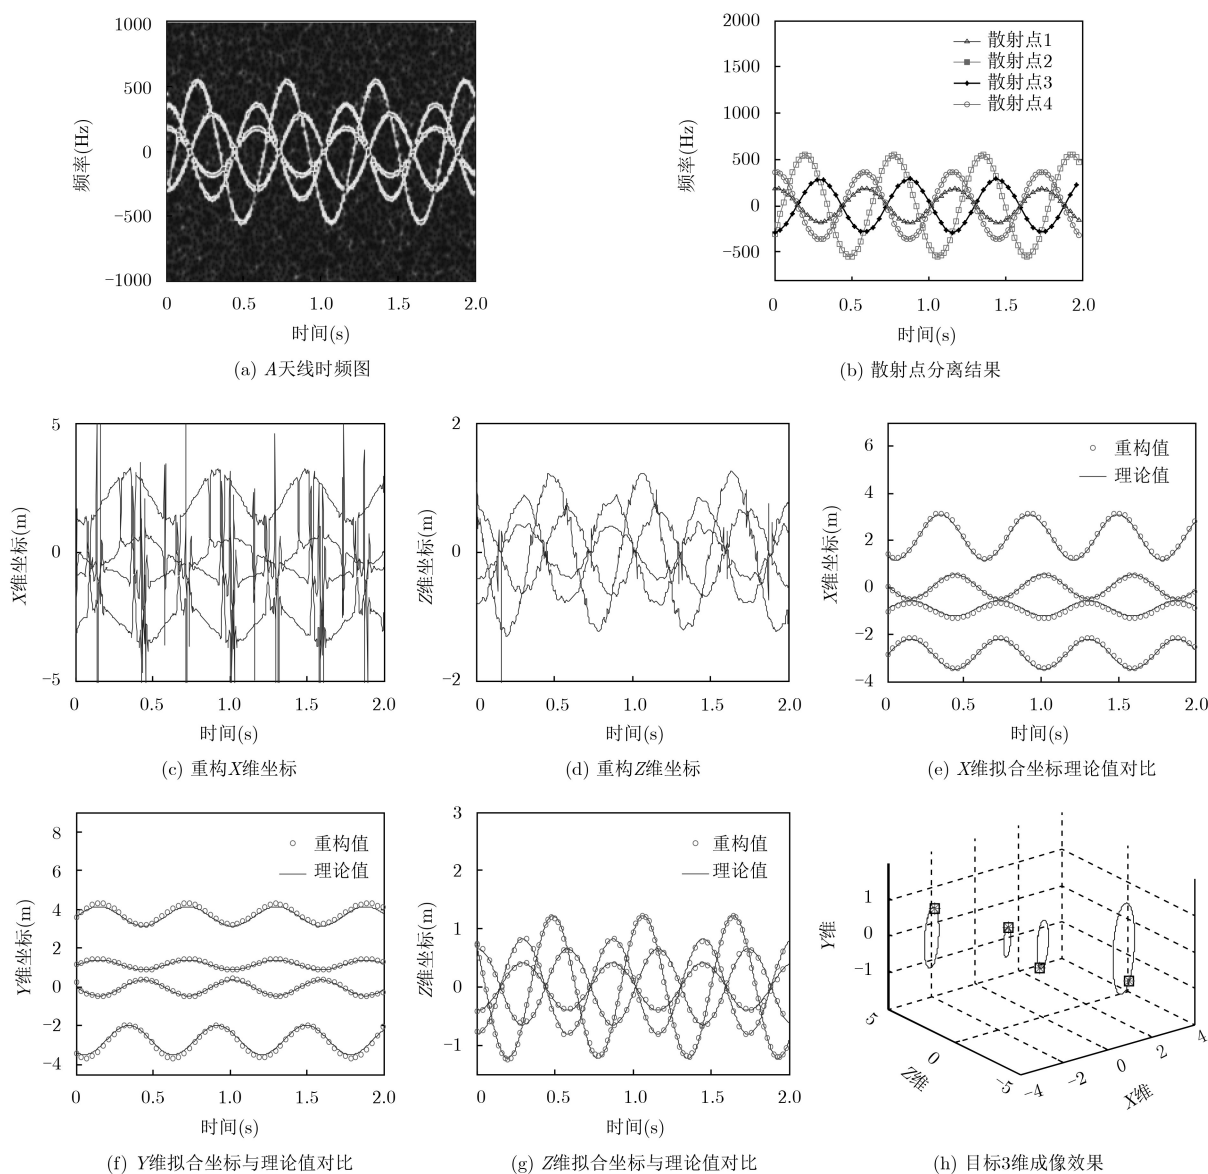 1000
500
0
−500
−1000
频率(Hz)
0 0.5 1.0 1.5 2.0
时间(s)
(a) A天线时频图
2000
1500
1000
500
0
−500
频率(Hz)
散射点1
散射点2
散射点3
散射点4
0 0.5 1.0 1.5 2.0
时间(s)
(b) 散射点分离结果
5
0
−5
X维坐标(m)
0 0.5 1.0 1.5 2.0
时间(s)
(c) 重构X维坐标
2
0
−2
Z维坐标(m)
0 0.5 1.0 1.5 2.0
时间(s)
(d) 重构Z维坐标
6
4
2
0
−2
−4
X维坐标(m)
重构值
理论值
0 0.5 1.0 1.5 2.0
时间(s)
(e) X维拟合坐标理论值对比
8
6
4
2
0
−2
−4
Y维坐标(m)
重构值
理论值
0 0.5 1.0 1.5 2.0
时间(s)
(f) Y维拟合坐标与理论值对比
3
2
1
0
−1
Z维坐标(m)
重构值
理论值
0 0.5 1.0 1.5 2.0
时间(s)
(g) Z维拟合坐标与理论值对比
1
0
−1
Y维
5
0
−5
Z维
−4
−2
0
2
4
X维
(h) 目标3维成像效果